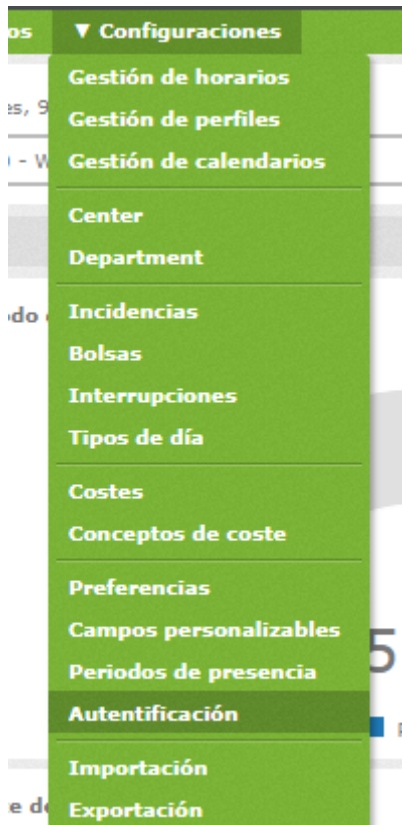 ▼ Configuraciones
Gestión de horarios
Gestión de perfiles
Gestión de calendarios
Center
Department
Incidencias
Bolsas
Interrupciones
Tipos de día
Costes
Conceptos de coste
Preferencias
Campos personalizables
Periodos de presencia
5
Autentificación
Importación
Exportación